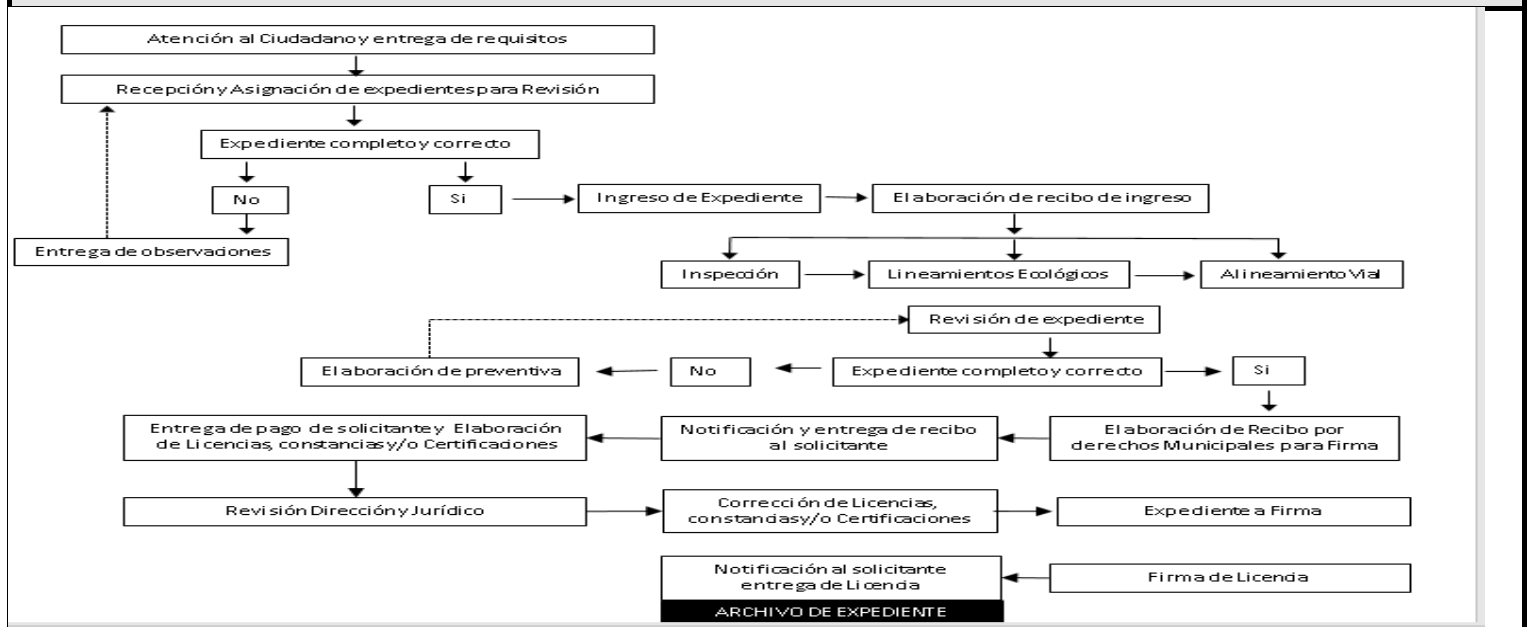 Atención al Ciudadano y entrega de requisitos
Recepción y Asignación de expedientes para Revisión
Expediente completo y correcto
No
Si
Ingreso de Expediente
Elaboración de recibo de ingreso
Entrega de observaciones
Inspección
Lineamientos Ecológicos
Alineamiento Vial
Revisión de expediente
Elaboración de preventiva
No
Expediente completo y correcto
Si
Entrega de pago de solicitante y Elaboración
de Licencias, constancias y/o Certificaciones
Notificación y entrega de recibo
al solicitante
Elaboración de Recibo por
derechos Municipales para Firma
Revisión Dirección y Jurídico
Corrección de Licencias,
constancias y/o Certificaciones
Expediente a Firma
Notificación al solicitante
entrega de Licencia
Firma de Licencia
ARCHIVO DE EXPEDIENTE